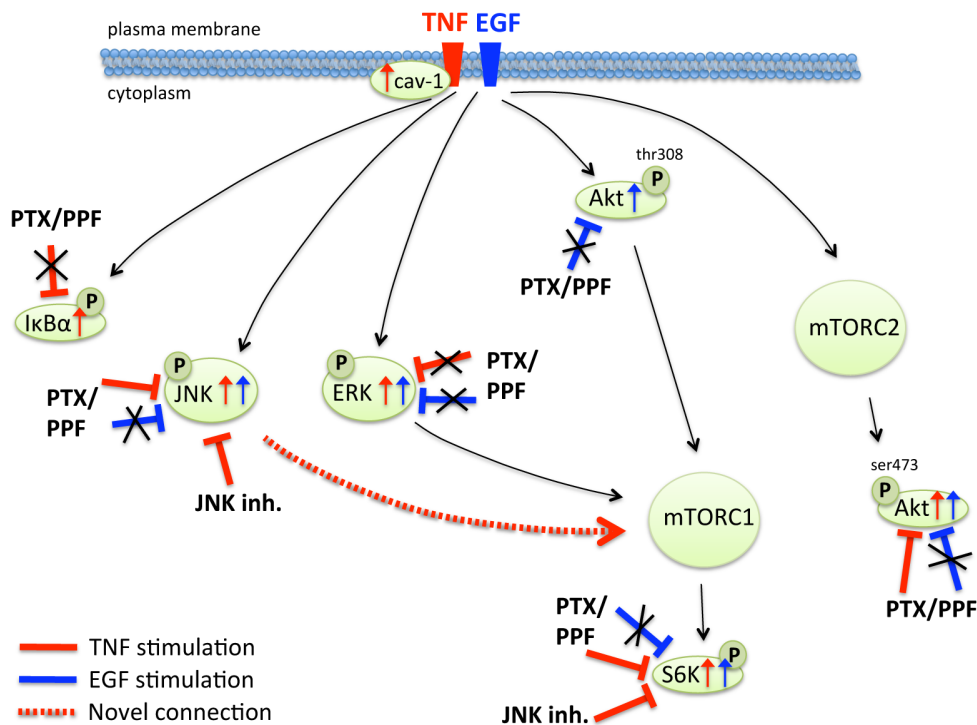 plasma membrane
TNF EGF
cav-1
cytoplasm
thr308
P
Akt
PTX/PPF
PTX/PPF
P
IκBα
mTORC2
P
JNK
PTX/
PPF
P
ERK
PTX/
PPF
JNK inh.
ser473
P
Akt
mTORC1
PTX/PPF
PTX/
PPF
P
S6K
JNK inh.
TNF stimulation
EGF stimulation
Novel connection